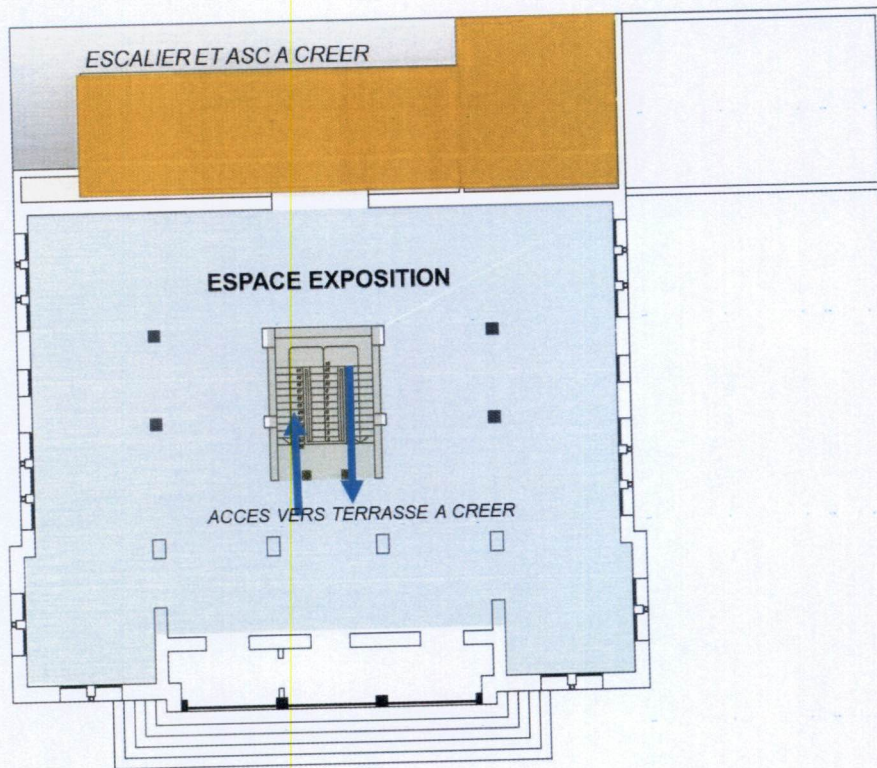 ESCALIER ET ASC A CREER
ESPACE EXPOSITION
ACCES VERS TERRASSE A CREER